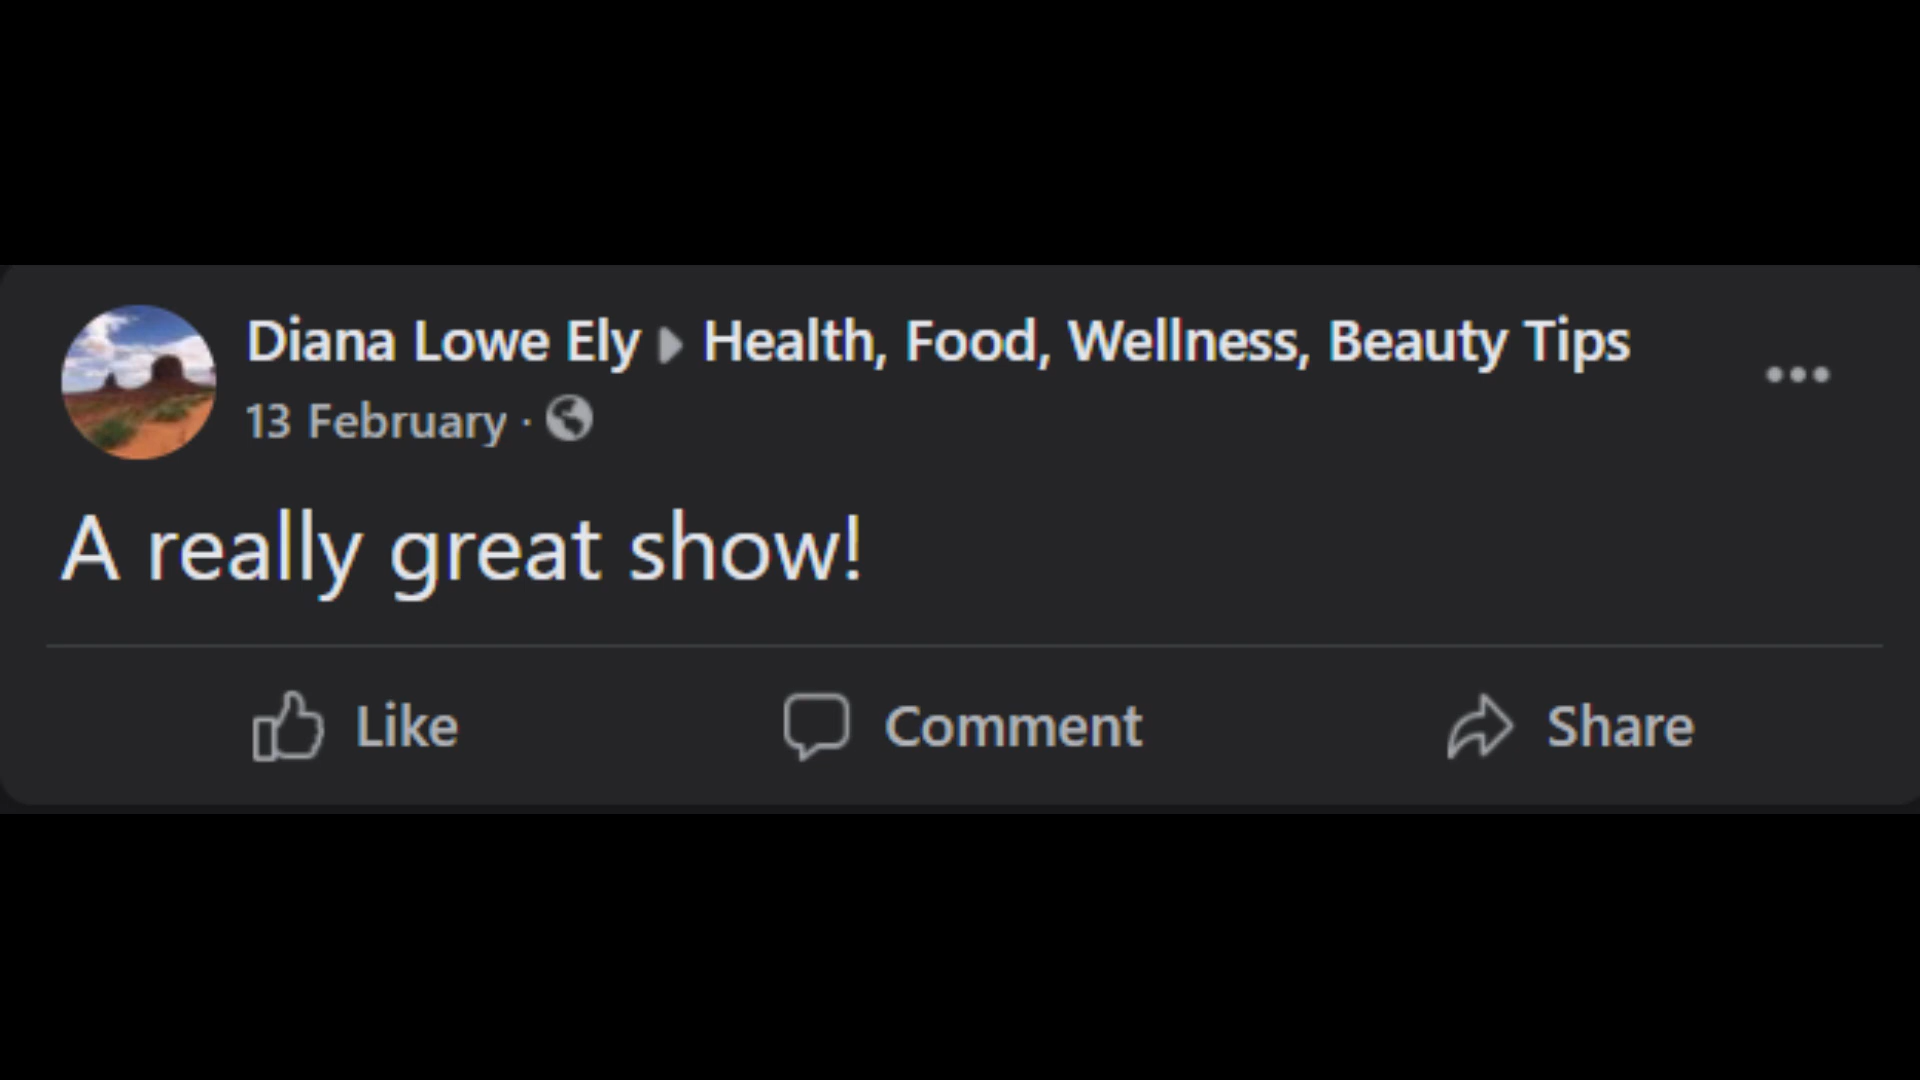 Diana Lowe Ely ▸ Health, Food, Wellness, Beauty Tips
13 February ·
A really great show!
Like Comment Share